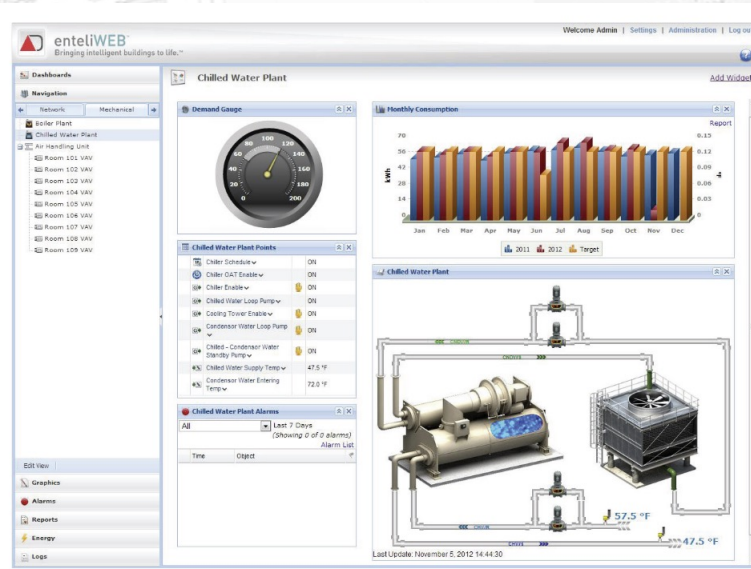 enteliWEB™
Bringing intelligent buildings to life.™
Welcome Admin | Settings | Administration | Log ou
Dashboards
Navigation
Network
Mechanical
Boiler Plant
Chilled Water Plant
Air Handling Unit
Room 101 VAV
Room 102 VAV
Room 103 VAV
Room 104 VAV
Room 105 VAV
Room 106 VAV
Room 107 VAV
Room 108 VAV
Room 109 VAV
Edit View
Graphics
Alarms
Reports
Energy
Logs
Chilled Water Plant
Add Widget
Demand Gauge
0 20 40 60 80 100 120 140 160 180 200
Monthly Consumption
Report
kWh
70
56
42
28
14
0
0.15
0.12
0.09
0.06
0.03
0
°F
Jan Feb Mar Apr May Jun Jul Aug Sep Oct Nov Dec
2011 2012 Target
Chilled Water Plant Points
Chiller Schedule ON
Chiller OAT Enable ON
Chiller Enable ON
Chilled Water Loop Pump ON
Cooling Tower Enable ON
Condensor Water Loop Pump ON
Chilled - Condensor Water Standby Pump ON
Chilled Water Supply Temp 47.5 °F
Condensor Water Entering Temp 72.0 °F
Chilled Water Plant Alarms
All
Last 7 Days
(Showing 0 of 0 alarms)
Alarm List
Time Object
Chilled Water Plant
57.5 °F
47.5 °F
Last Update: November 5, 2012 14:44:30